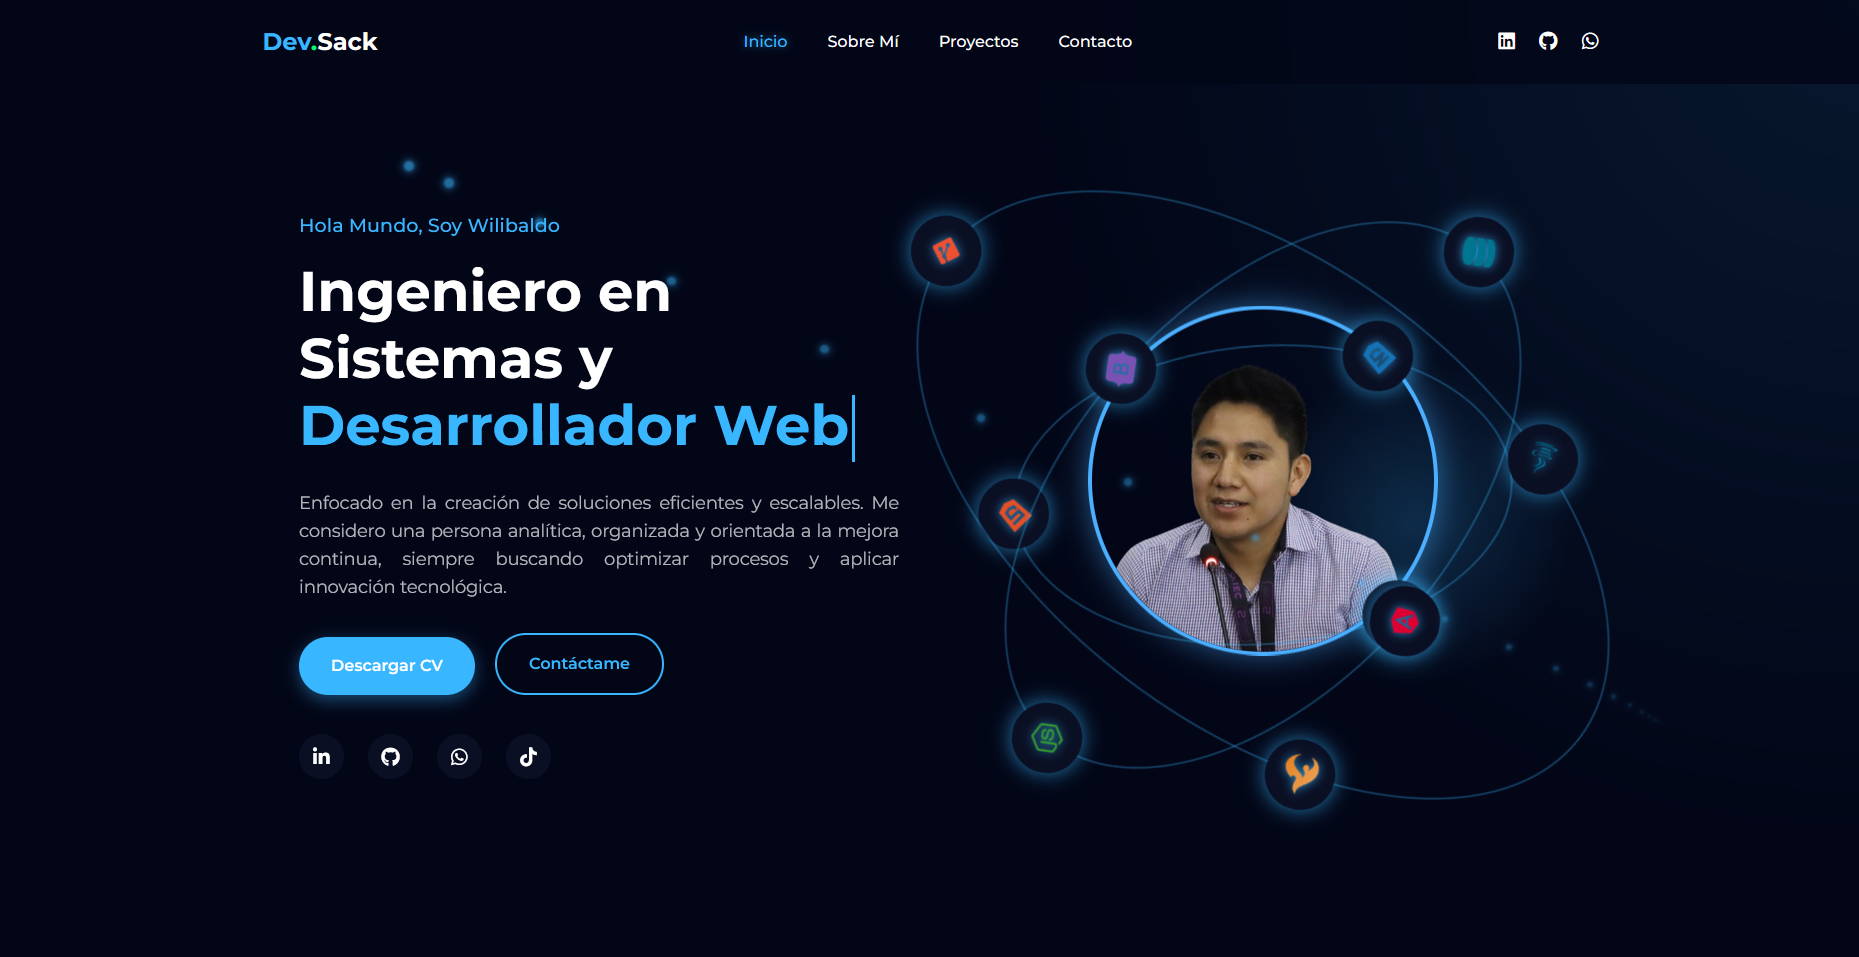 Dev.Sack
Inicio
Sobre Mí
Proyectos
Contacto
Hola Mundo, Soy Wilibaldo
Ingeniero en
Sistemas y
Desarrollador Web
Enfocado en la creación de soluciones eficientes y escalables. Me
considero una persona analítica, organizada y orientada a la mejora
continua, siempre buscando optimizar procesos y aplicar
innovación tecnológica.
Descargar CV
Contáctame